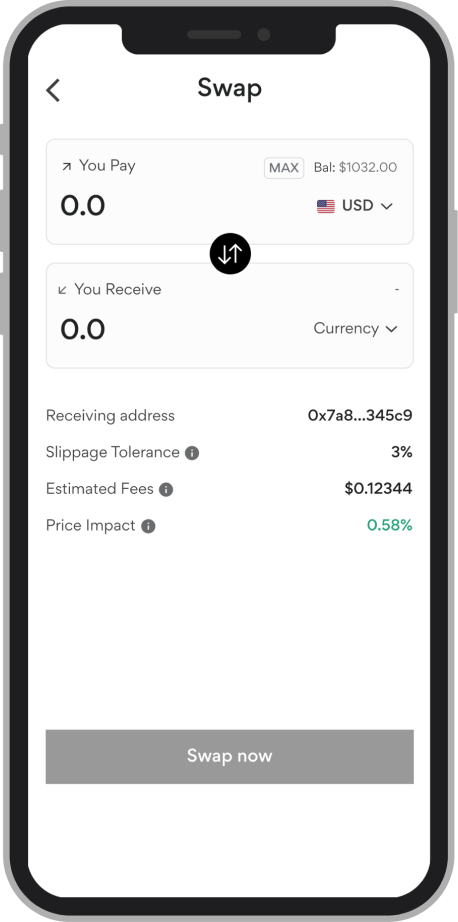 Swap
You Pay MAX Bal: $1032.00
0.0 USD
You Receive -
0.0 Currency
Receiving address 0x7a8...345c9
Slippage Tolerance 3%
Estimated Fees $0.12344
Price Impact 0.58%
Swap now